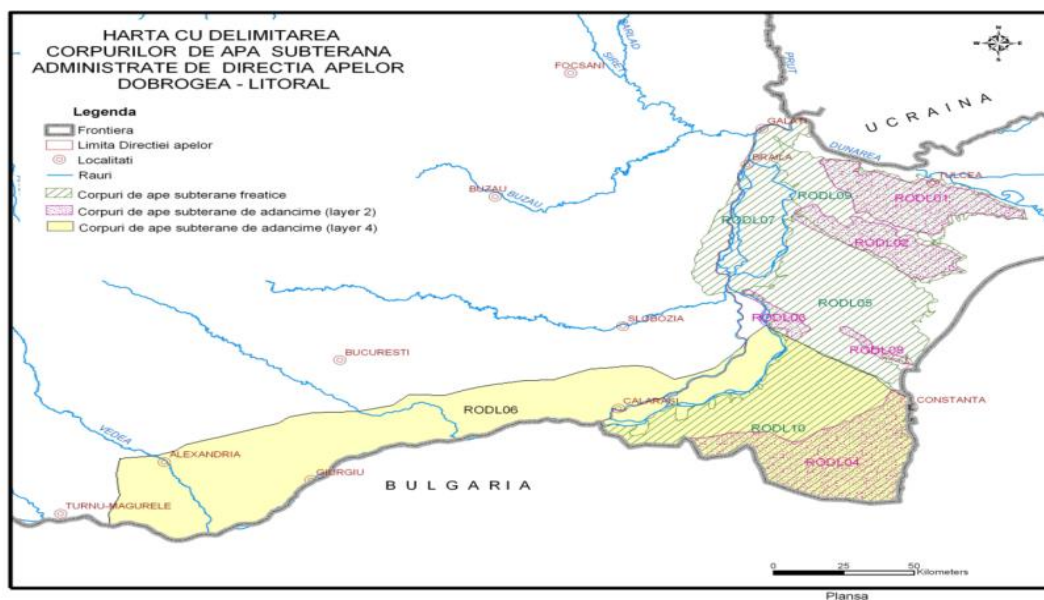 HARTA CU DELIMITAREA
CORPURILOR DE APA SUBTERANA
ADMINISTRATE DE DIRECTIA APELOR
DOBROGEA - LITORAL
Legenda
Frontiera
Limita Directiei apelor
Localitati
Rauri
Corpuri de ape subterane freatice
Corpuri de ape subterane de adancime (layer 2)
Corpuri de ape subterane de adancime (layer 4)
BARLAD
SIRET
PRUT
N
W E
S
FOCSANI
UCRAINA
GALATI
DUNAREA
BRAILA
TULCEA
BUZAU
BUZAU
RODL09
RODL01
RODL07
RODL02
RODL05
RODL03
SLOBOZIA
RODL08
BUCURESTI
CALARASI
CONSTANTA
RODL06
RODL10
VEDEA
ALEXANDRIA
RODL04
GIURGIU
BULGARIA
TURNU-MAGURELE
0 25 50
Kilometers
Plansa